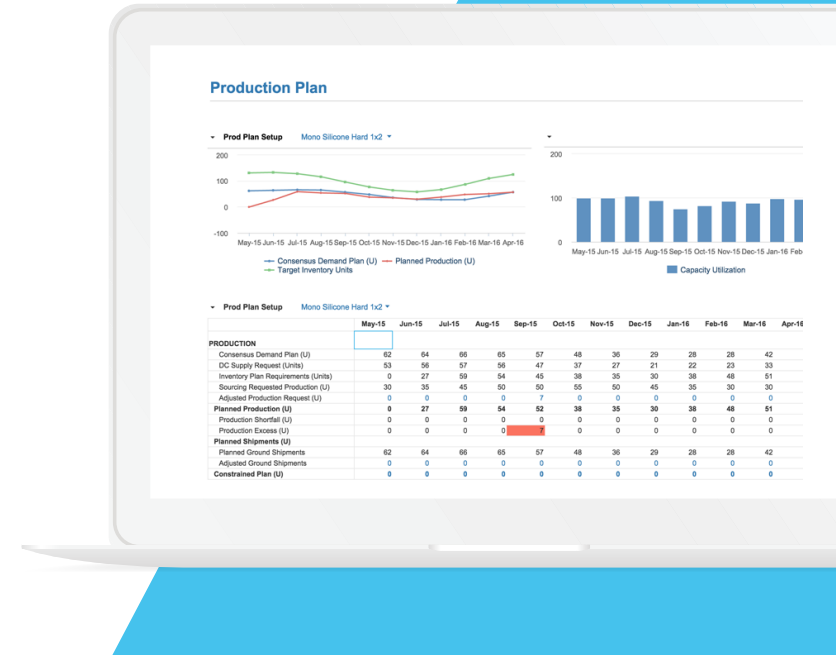 Production Plan
Prod Plan Setup Mono Silicone Hard 1x2
200
100
0
-100
May-15 Jun-15 Jul-15 Aug-15 Sep-15 Oct-15 Nov-15 Dec-15 Jan-16 Feb-16 Mar-16 Apr-16
Consensus Demand Plan (U) Planned Production (U)
Target Inventory Units
200
100
0
May-15 Jun-15 Jul-15 Aug-15 Sep-15 Oct-15 Nov-15 Dec-15 Jan-16 Feb
Capacity Utilization
Prod Plan Setup Mono Silicone Hard 1x2
May-15 Jun-15 Jul-15 Aug-15 Sep-15 Oct-15 Nov-15 Dec-15 Jan-16 Feb-16 Mar-16 Apr-16
PRODUCTION
Consensus Demand Plan (U) 62 64 66 65 57 48 36 29 28 28 42
DC Supply Request (Units) 53 56 57 56 47 37 27 21 22 23 33
Inventory Plan Requirements (Units) 0 27 59 54 45 38 35 30 38 48 51
Sourcing Requested Production (U) 30 35 45 50 50 55 50 45 35 30 30
Adjusted Production Request (U) 0 0 0 0 7 0 0 0 0 0 0
Planned Production (U) 0 27 59 54 52 38 35 30 38 48 51
Production Shortfall (U) 0 0 0 0 0 0 0 0 0 0 0
Production Excess (U) 0 0 0 0 7 0 0 0 0 0 0
Planned Shipments (U)
Planned Ground Shipments 62 64 66 65 57 48 36 29 28 28 42
Adjusted Ground Shipments 0 0 0 0 0 0 0 0 0 0 0
Constrained Plan (U) 0 0 0 0 0 0 0 0 0 0 0